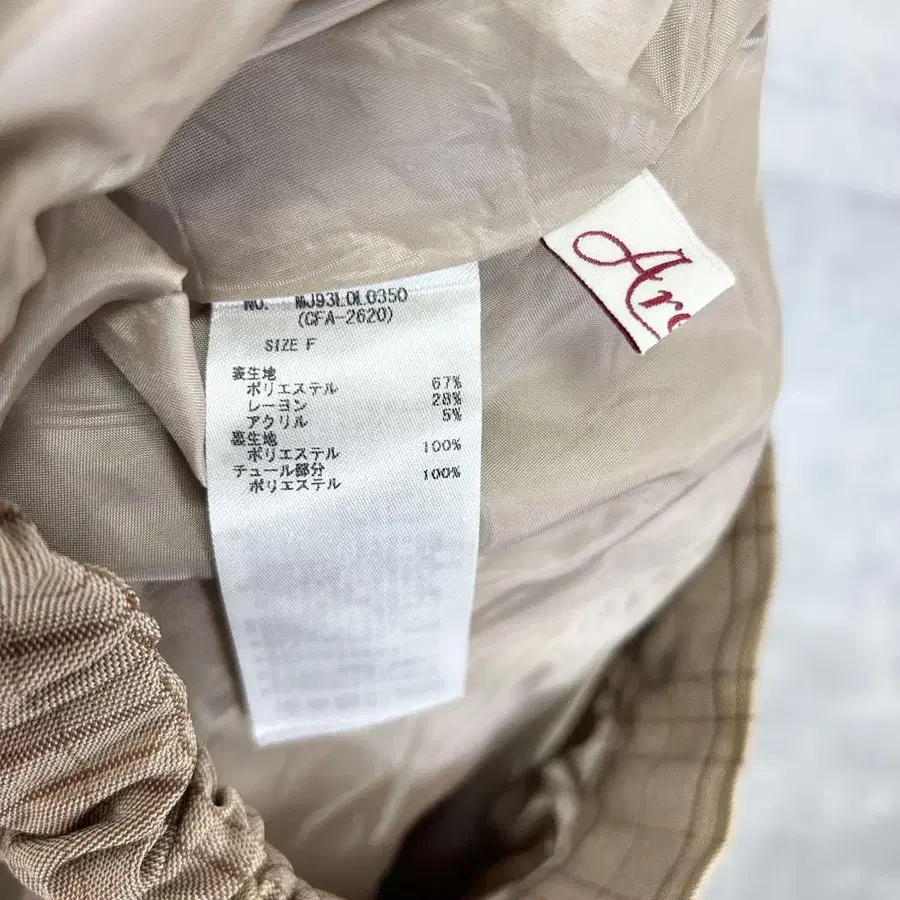 NO. MJ93L0L0350
(CFA-2620)
SIZE F
表生地
ポリエステル 67%
レーヨン 28%
アクリル 5%
裏生地
ポリエステル 100%
チュール部分
ポリエステル 100%
Are